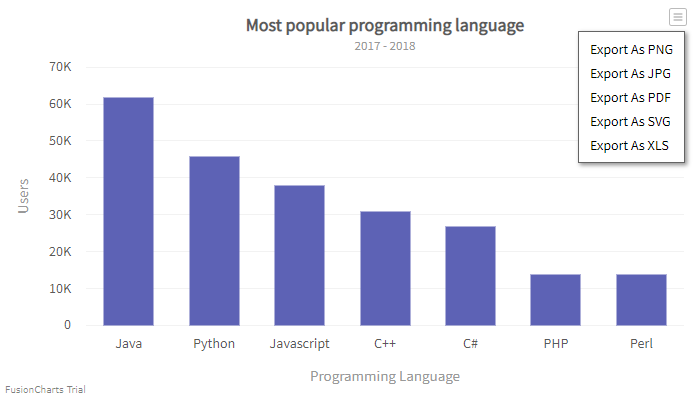 Most popular programming language
2017 - 2018
Export As PNG
Export As JPG
Export As PDF
Export As SVG
Export As XLS
70K
60K
50K
40K
30K
20K
10K
0
Users
Java Python Javascript C++ C# PHP Perl
Programming Language
FusionCharts Trial